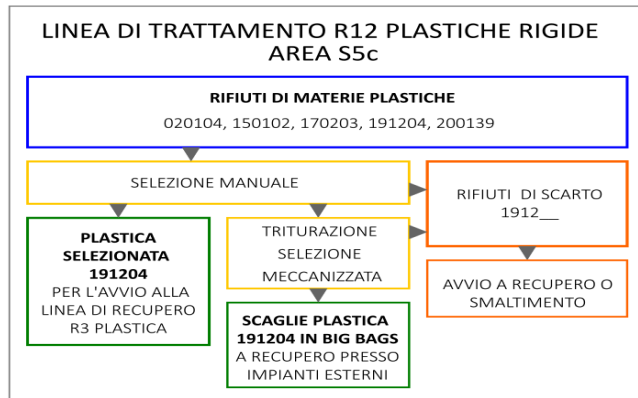 LINEA DI TRATTAMENTO R12 PLASTICHE RIGIDE
AREA S5c
RIFIUTI DI MATERIE PLASTICHE
020104, 150102, 170203, 191204, 200139
SELEZIONE MANUALE
RIFIUTI DI SCARTO
1912__
PLASTICA
SELEZIONATA
191204
PER L'AVVIO ALLA
LINEA DI RECUPERO
R3 PLASTICA
TRITURAZIONE
SELEZIONE
MECCANIZZATA
AVVIO A RECUPERO O
SMALTIMENTO
SCAGLIE PLASTICA
191204 IN BIG BAGS
A RECUPERO PRESSO
IMPIANTI ESTERNI